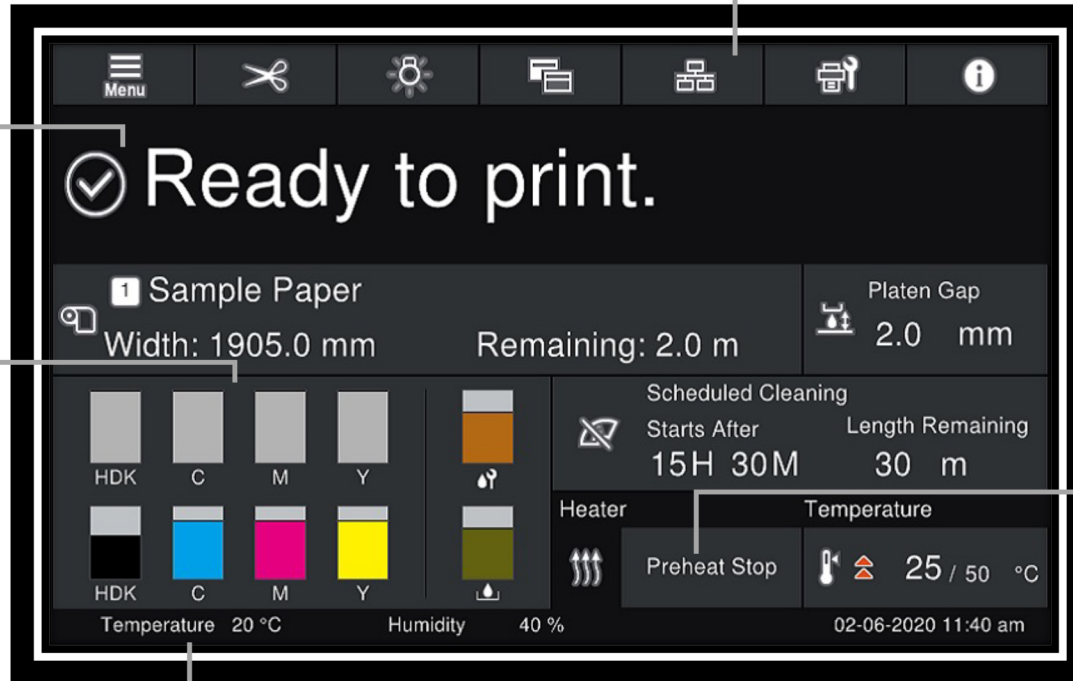 Menu
Ready to print.
1 Sample Paper
Width: 1905.0 mm Remaining: 2.0 m
Platen Gap
2.0 mm
HDK C M Y
HDK C M Y
Scheduled Cleaning
Starts After Length Remaining
15H 30M 30 m
Heater Temperature
Preheat Stop 25 / 50 °C
Temperature 20 °C Humidity 40 % 02-06-2020 11:40 am